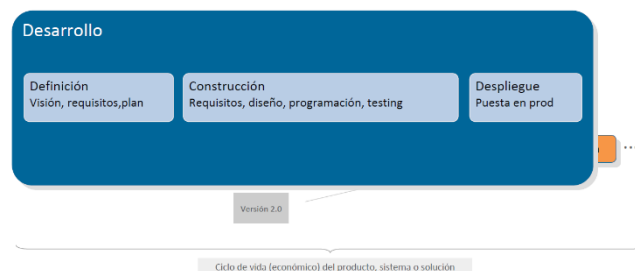 Desarrollo
Definición
Visión, requisitos,plan
Construcción
Requisitos, diseño, programación, testing
Despliegue
Puesta en prod
...
Versión 2.0
Ciclo de vida (económico) del producto, sistema o solución